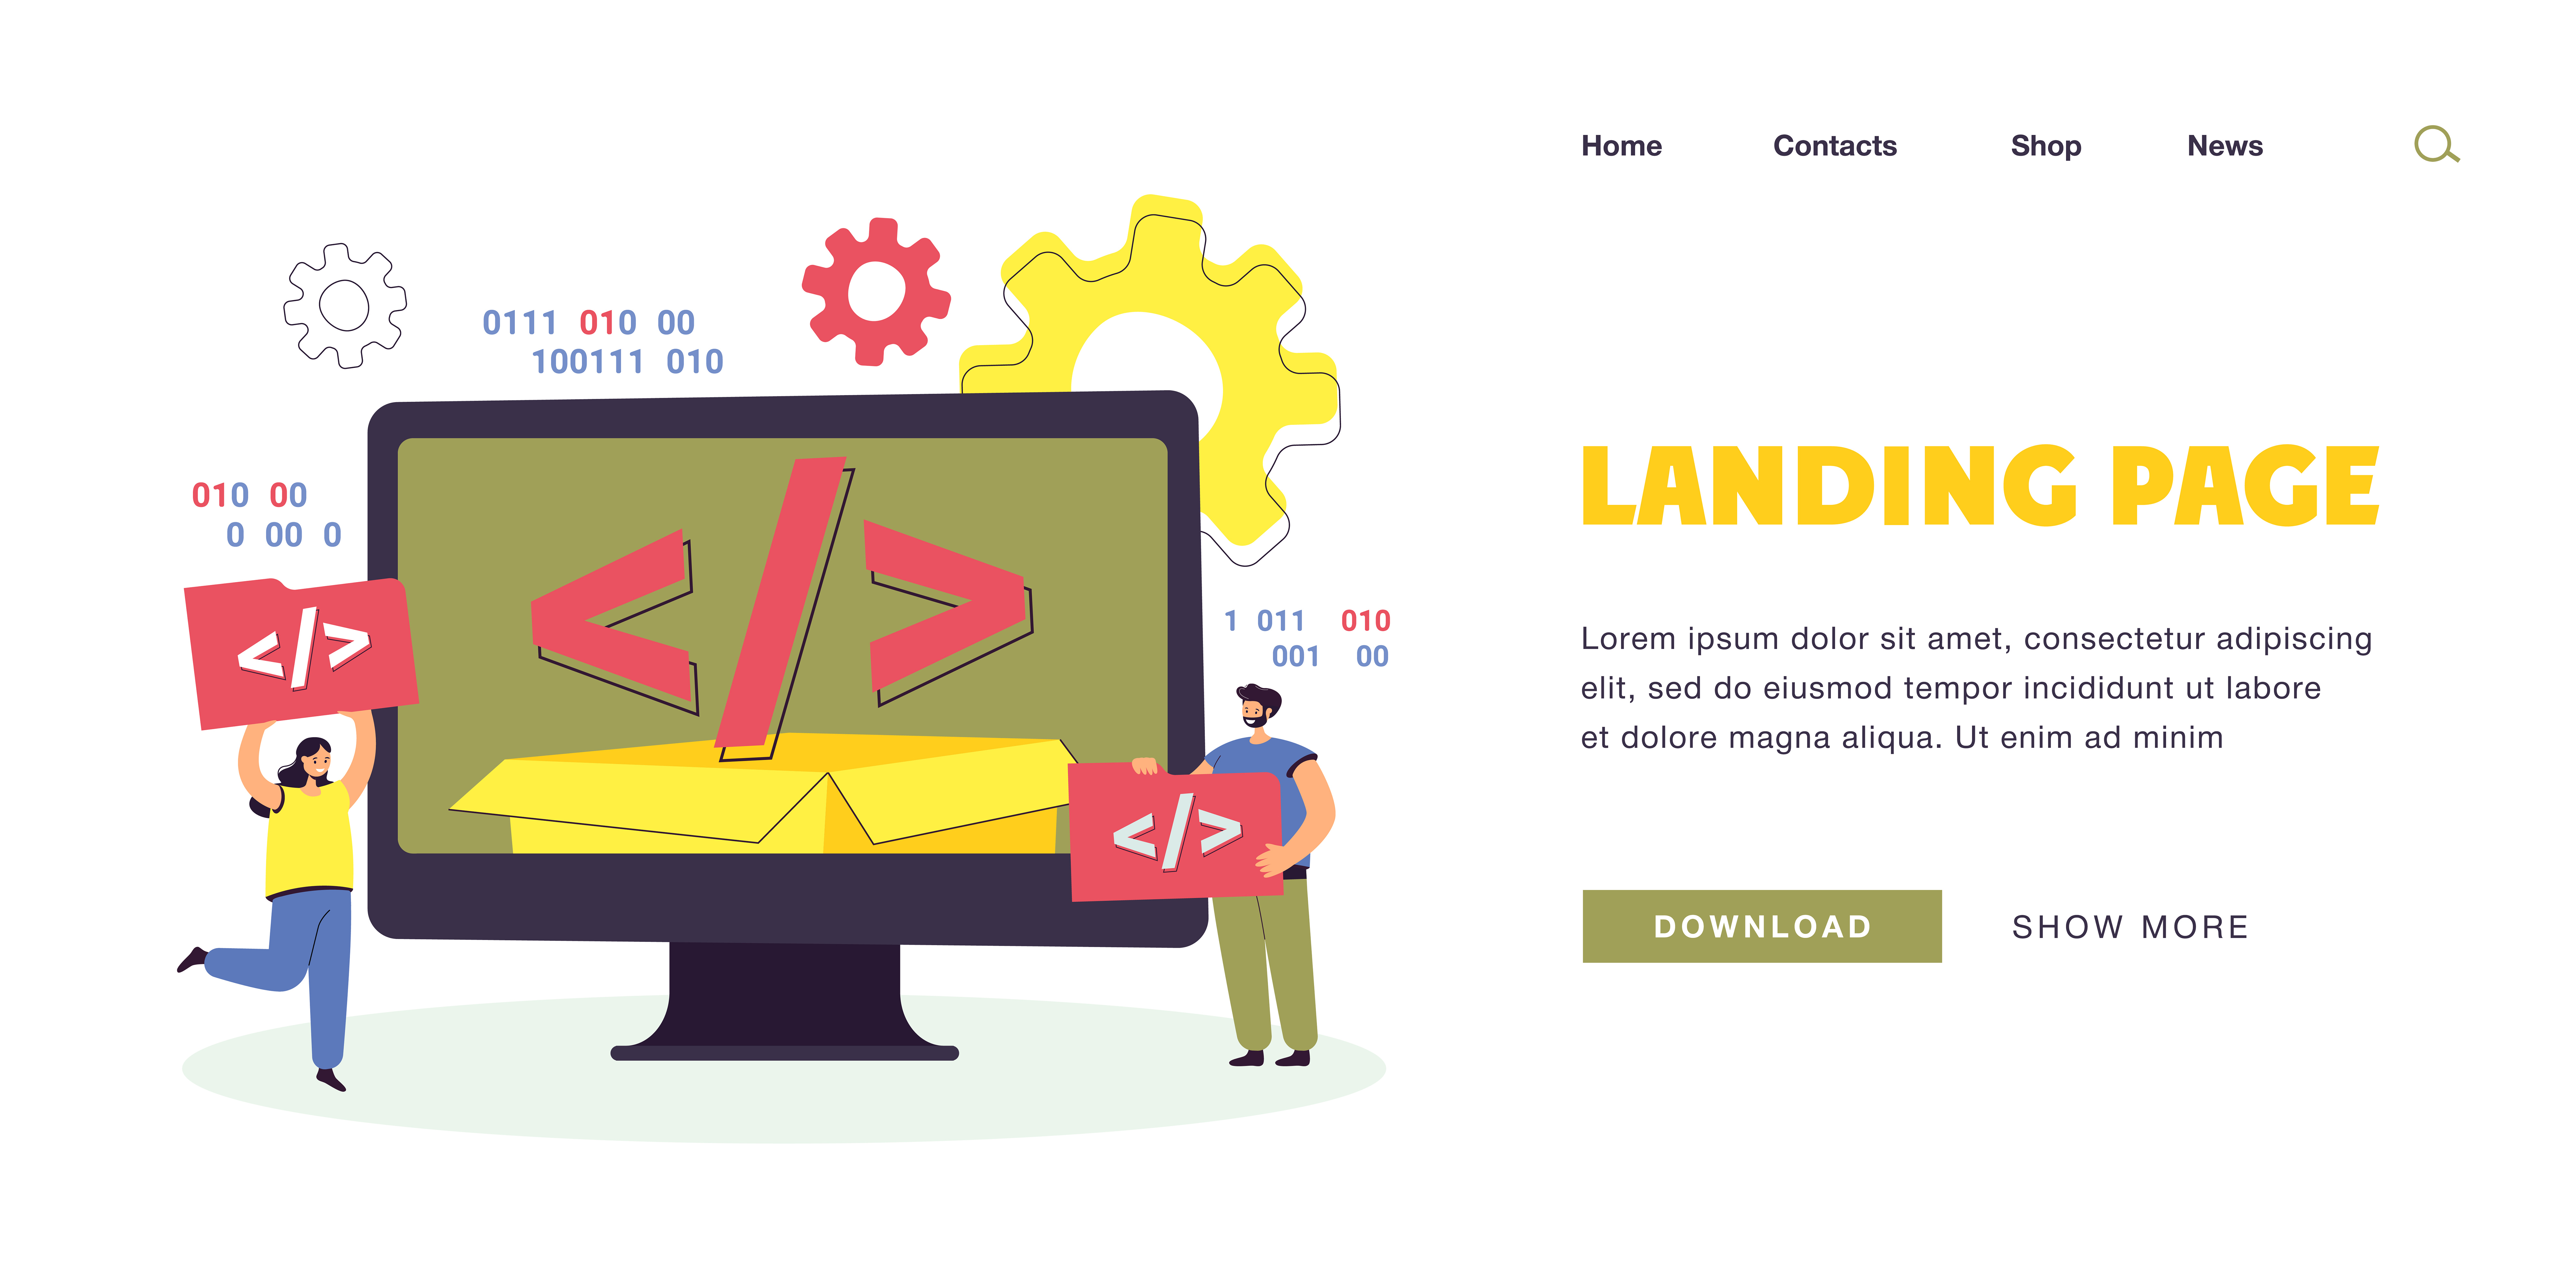 Home Contacts Shop News
0111 010 00
100111 010
010 00
0 00 0
</>
</>
1 011 010
001 00
</>
LANDING PAGE
Lorem ipsum dolor sit amet, consectetur adipiscing
elit, sed do eiusmod tempor incididunt ut labore
et dolore magna aliqua. Ut enim ad minim
DOWNLOAD SHOW MORE